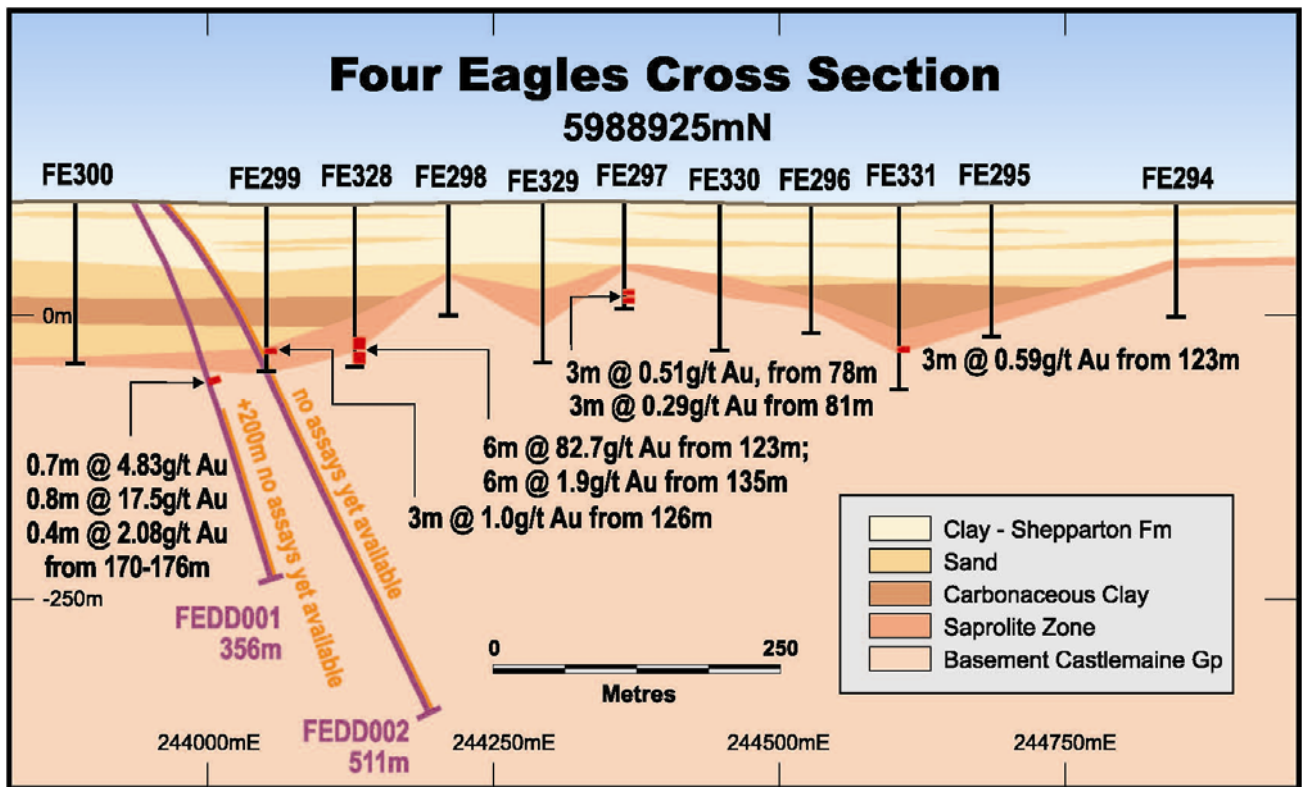 Four Eagles Cross Section
5988925mN
FE300
FE299
FE328
FE298
FE329
FE297
FE330
FE296
FE331
FE295
FE294
0m
3m @ 0.51g/t Au, from 78m
3m @ 0.29g/t Au from 81m
3m @ 0.59g/t Au from 123m
6m @ 82.7g/t Au from 123m;
6m @ 1.9g/t Au from 135m
3m @ 1.0g/t Au from 126m
0.7m @ 4.83g/t Au
0.8m @ 17.5g/t Au
0.4m @ 2.08g/t Au
from 170-176m
+200m no assays yet available
no assays yet available
-250m
FEDD001
356m
FEDD002
511m
0
250
Metres
Clay - Shepparton Fm
Sand
Carbonaceous Clay
Saprolite Zone
Basement Castlemaine Gp
244000mE
244250mE
244500mE
244750mE